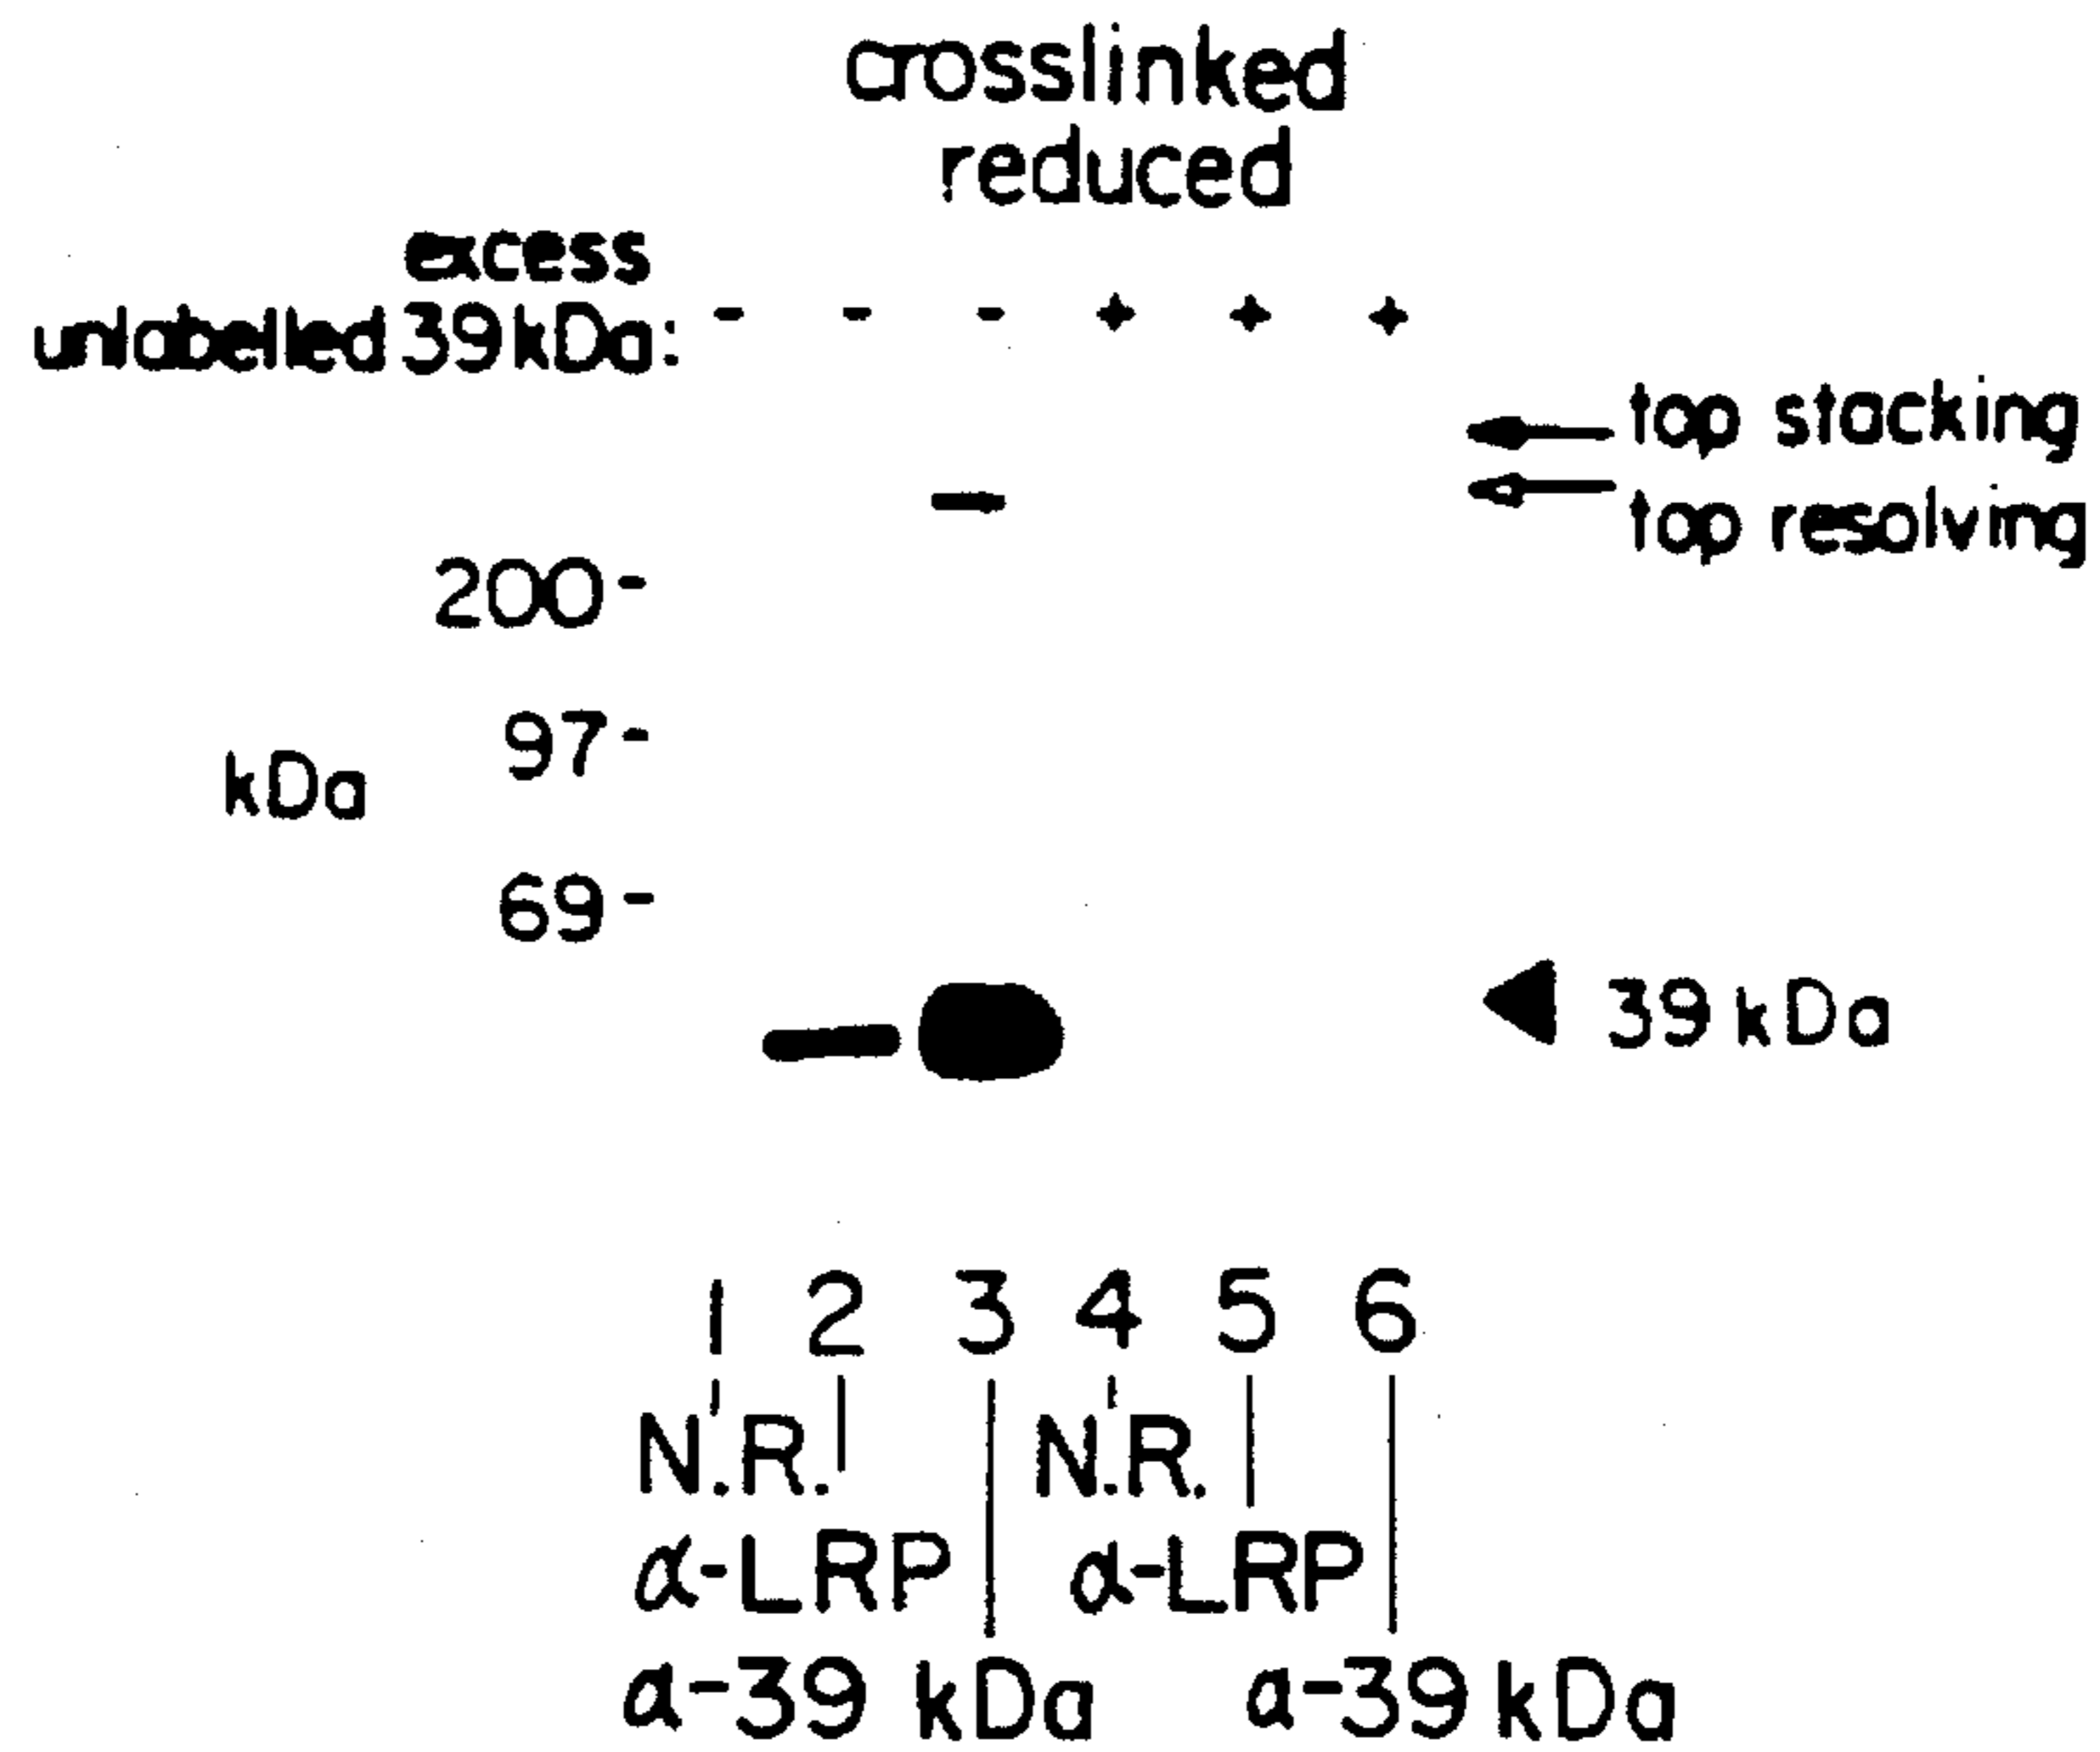 crosslinked
reduced
excess
unlabelled 39 kDa: - - - + + +
top stacking
top resolving
200-
97-
kDa
69-
39 kDa
1 2 3 4 5 6
N.R. N.R.
α-LRP α-LRP
α-39 kDa α-39 kDa